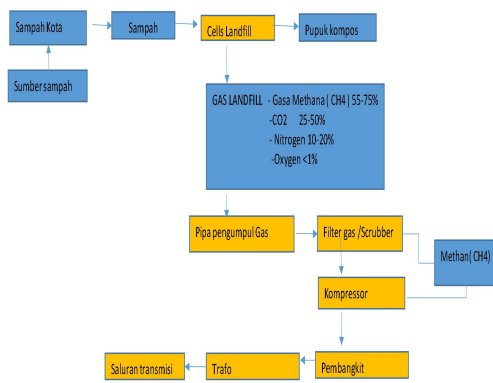 Sampah Kota
Sampah
Cells Landfill
Pupuk kompos
Sumber sampah
GAS LANDFILL - Gasa Methana ( CH4 ) 55-75%
-CO2 25-50%
- Nitrogen 10-20%
-Oxygen <1%
Pipa pengumpul Gas
Filter gas /Scrubber
Methan( CH4)
Kompressor
Saluran transmisi
Trafo
Pembangkit